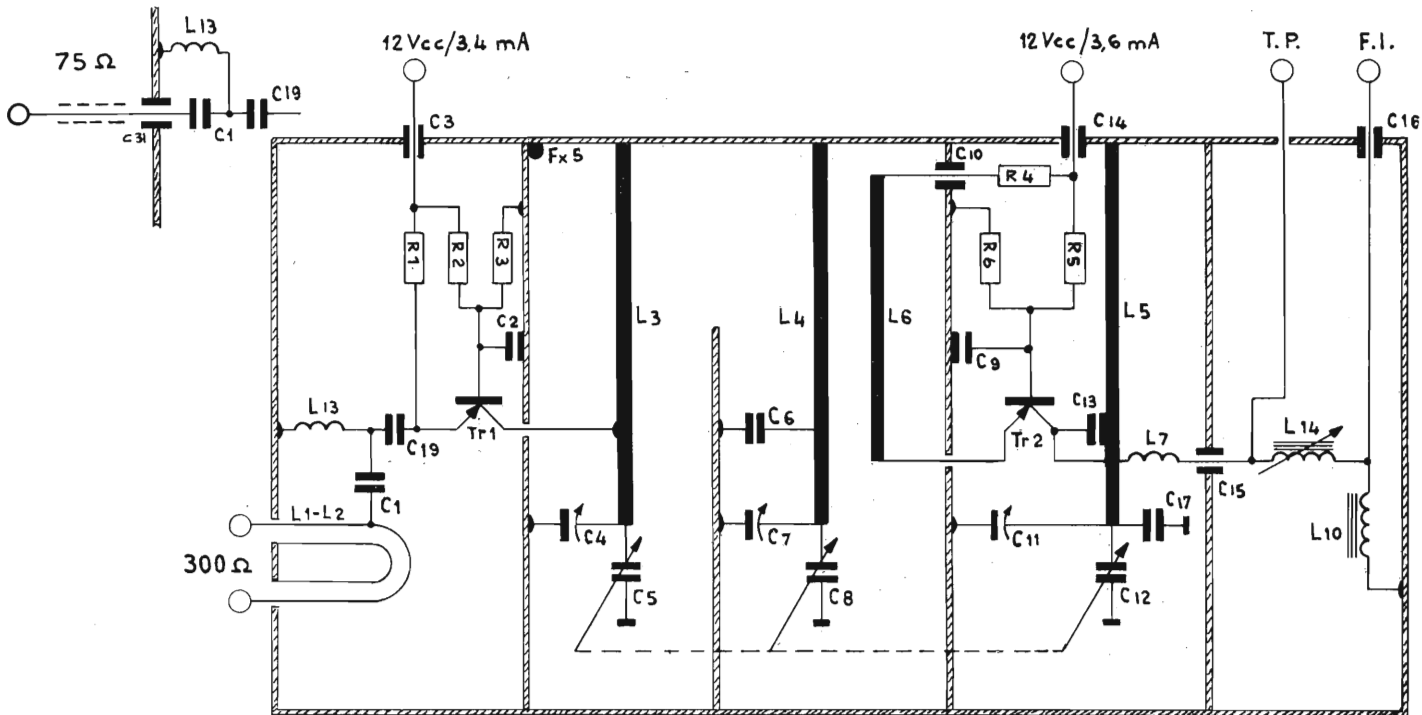 L13
75 Ω
12 Vcc/3,4 mA
12 Vcc/3,6 mA
T.P.
F.I.
C19
C31
C1
C3
C14
C16
Fx5
C10
R4
R1
R2
R3
R6
R5
C2
L3
L4
L6
L5
C9
L13
C19
Tr1
C6
Tr2
C13
L7
L14
C15
C1
L1-L2
C4
C7
C11
C17
L10
300 Ω
C5
C8
C12